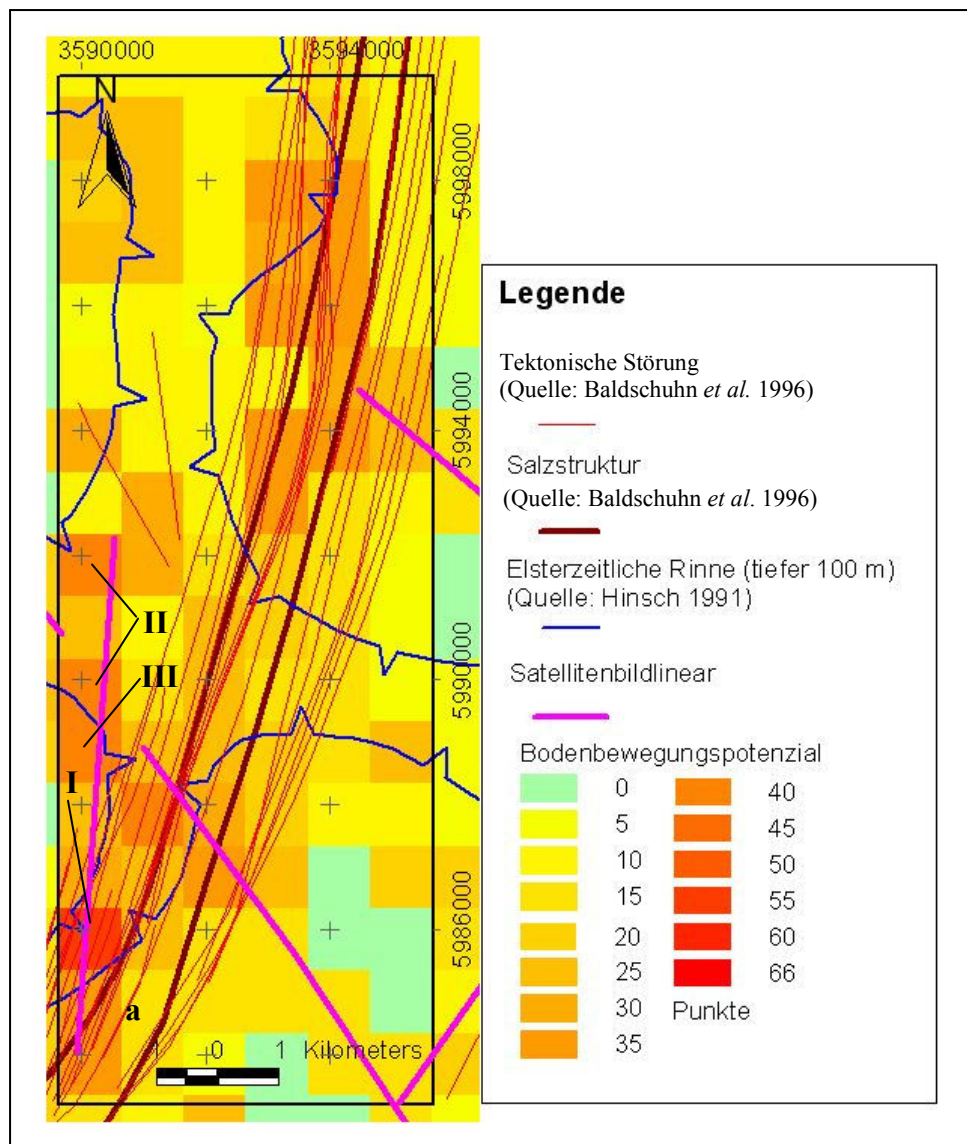 3590000
3594000
N
5998000
5994000
5990000
5986000
II
III
I
a
1 0 1 Kilometers
Legende
Tektonische Störung
(Quelle: Baldschuhn et al. 1996)
Salzstruktur
(Quelle: Baldschuhn et al. 1996)
Elsterzeitliche Rinne (tiefer 100 m)
(Quelle: Hinsch 1991)
Satellitenbildlinear
Bodenbewegungspotenzial
0 40
5 45
10 50
15 55
20 60
25 66
30 Punkte
35